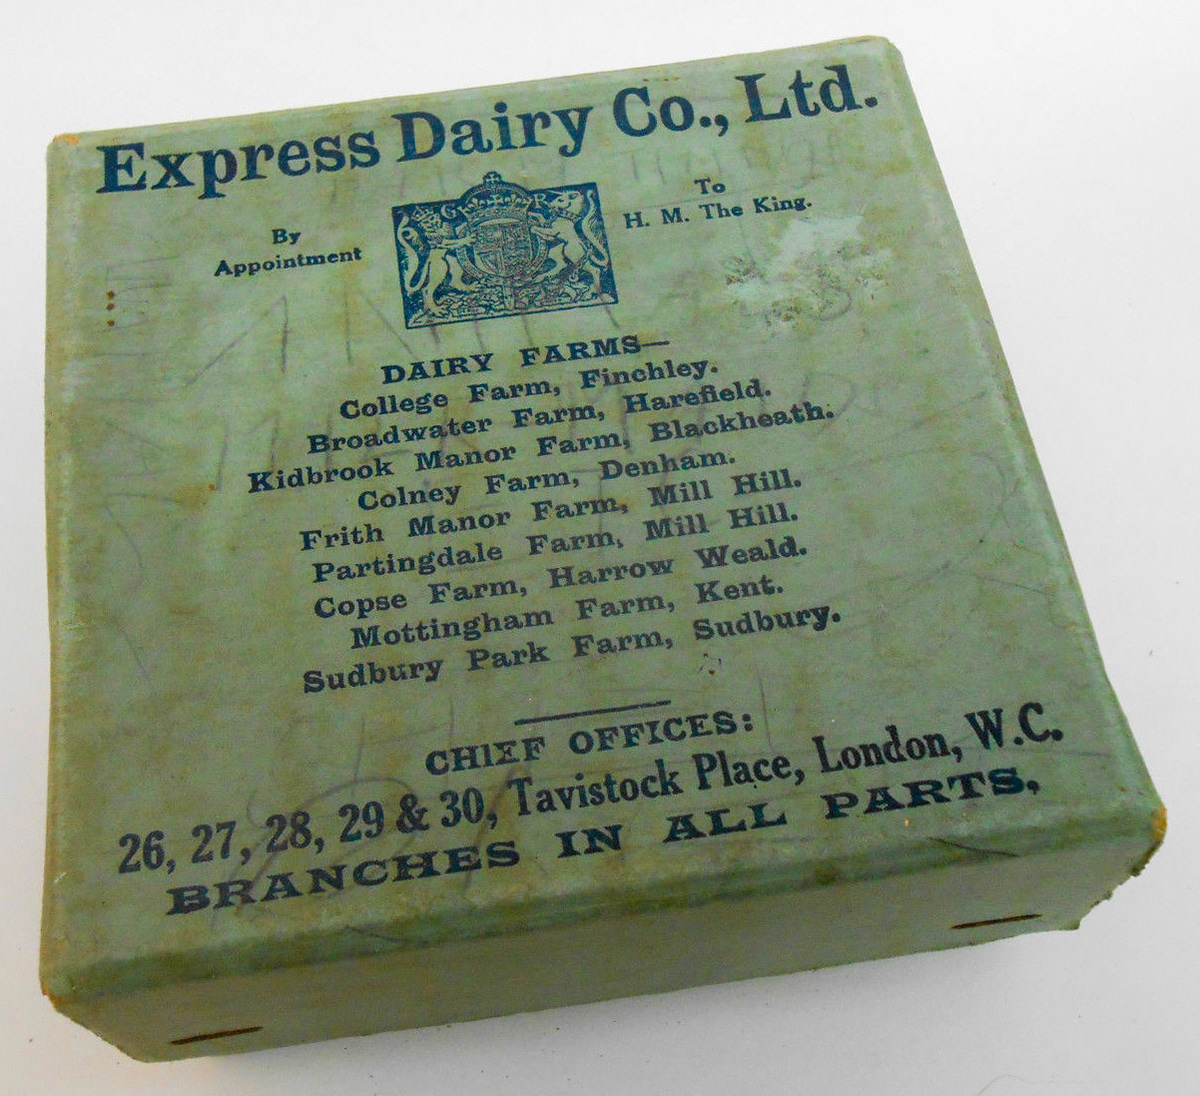 Express Dairy Co., Ltd.
By
Appointment
G R
To
H. M. The King.
DAIRY FARMS—
College Farm, Finchley.
Broadwater Farm, Harefield.
Kidbrook Manor Farm, Blackheath.
Colney Farm, Denham.
Frith Manor Farm, Mill Hill.
Partingdale Farm, Mill Hill.
Copse Farm, Harrow Weald.
Mottingham Farm, Kent.
Sudbury Park Farm, Sudbury.
CHIEF OFFICES:
26, 27, 28, 29 & 30, Tavistock Place, London, W.C.
BRANCHES IN ALL PARTS,